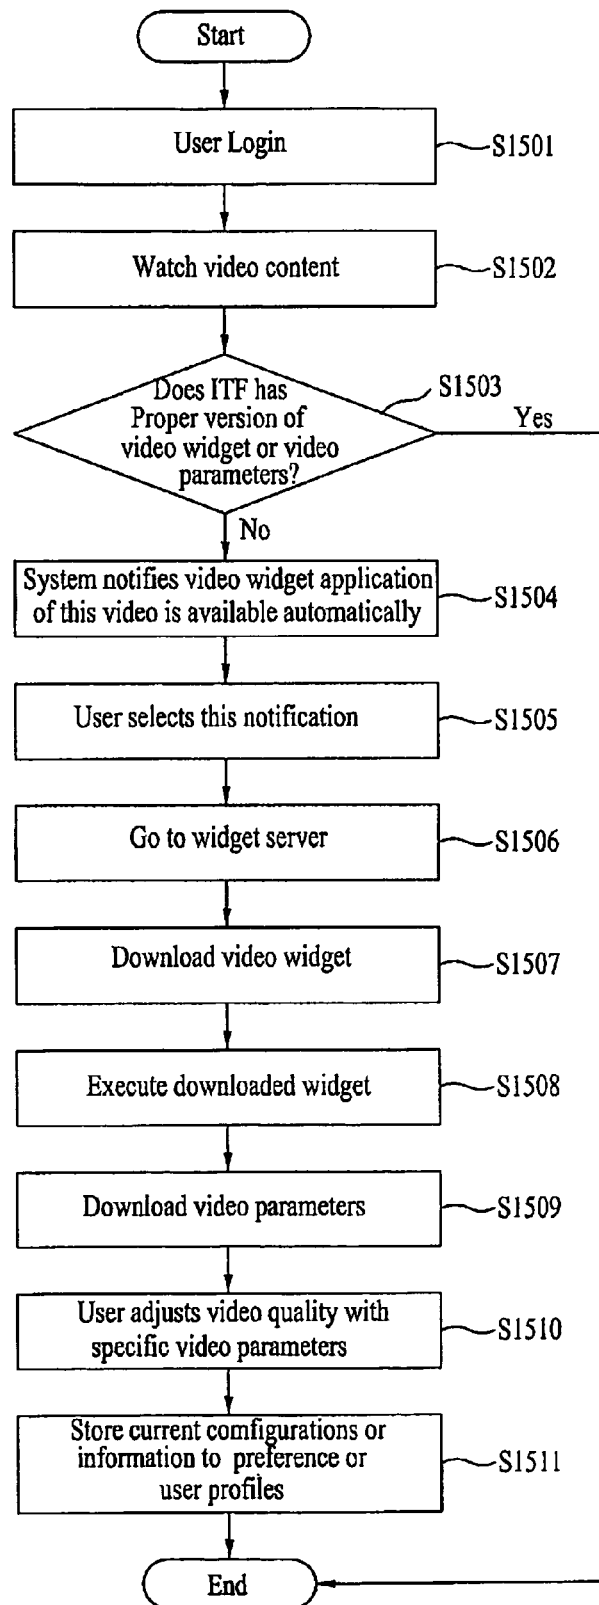 Start
User Login
S1501
Watch video content
S1502
Does ITF has
Proper version of
video widget or video
parameters?
S1503
Yes
No
System notifies video widget application
of this video is available automatically
S1504
User selects this notification
S1505
Go to widget server
S1506
Download video widget
S1507
Execute downloaded widget
S1508
Download video parameters
S1509
User adjusts video quality with
specific video parameters
S1510
Store current comfigurations or
information to preference or
user profiles
S1511
End